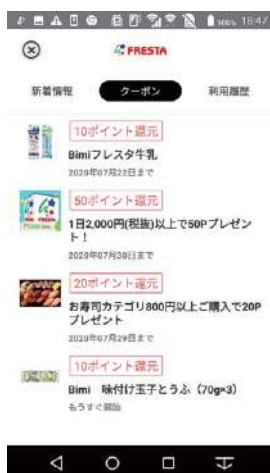 100% 18:47
FRESTA
新着情報
クーポン
利用履歴
10ポイント還元
Bimiフレスタ牛乳
2020年07月22日まで
50ポイント還元
1日2,000円(税抜)以上で50Pプレゼン
ト！
2020年07月30日まで
20ポイント還元
お寿司カテゴリ800円以上ご購入で20P
プレゼント
2020年07月29日まで
10ポイント還元
Bimi　味付け玉子とうふ（70g×3）
もうすぐ開始